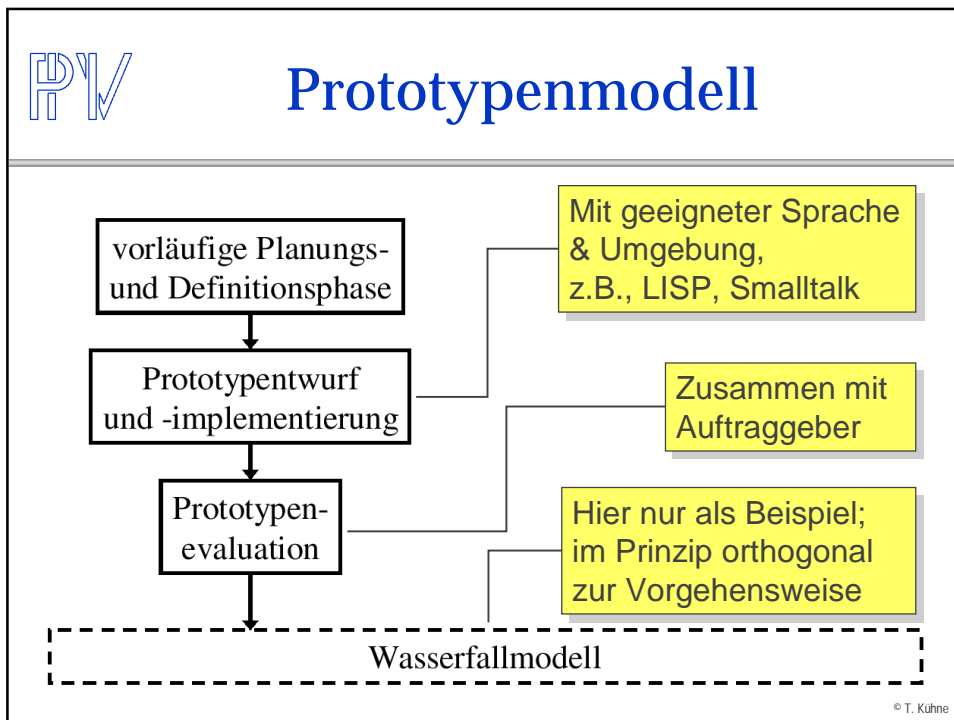 Prototypenmodell
vorläufige Planungs-
und Definitionsphase
Mit geeigneter Sprache
& Umgebung,
z.B., LISP, Smalltalk
Prototypentwurf
und -implementierung
Zusammen mit
Auftraggeber
Prototypen-
evaluation
Hier nur als Beispiel;
im Prinzip orthogonal
zur Vorgehensweise
Wasserfallmodell
© T. Kühne